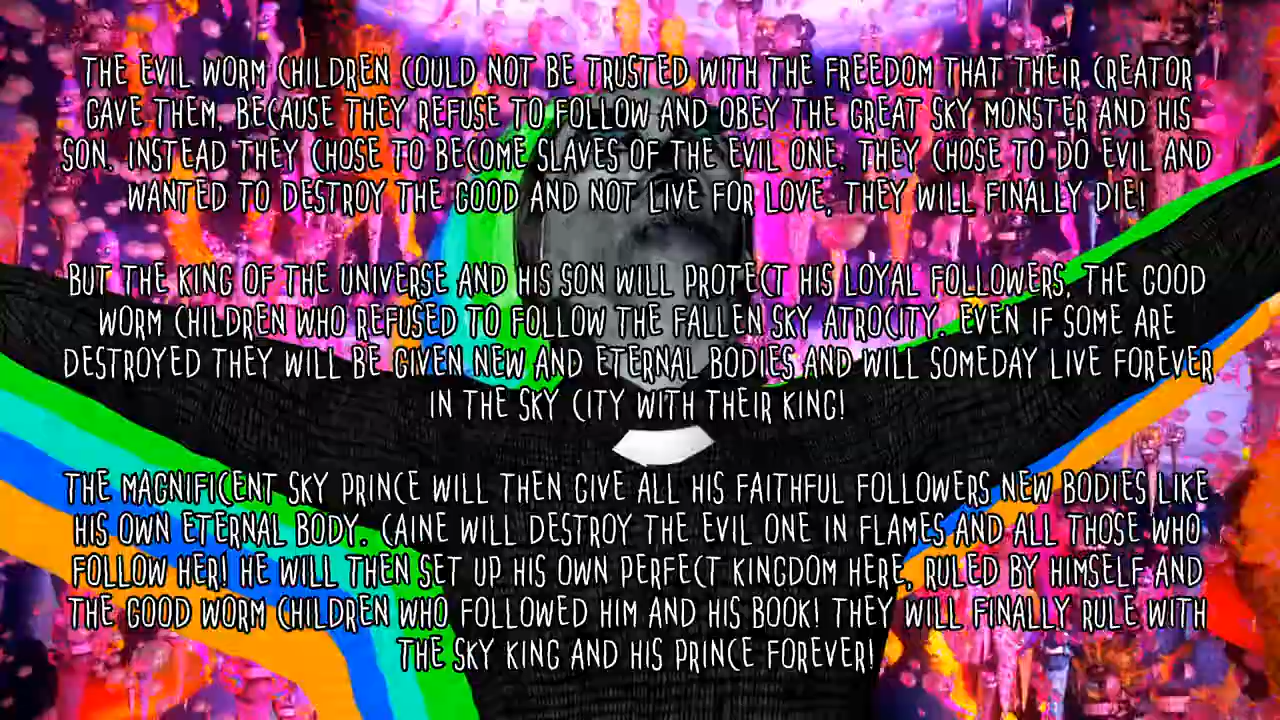 THE EVIL WORM CHILDREN COULD NOT BE TRUSTED WITH THE FREEDOM THAT THEIR CREATOR
GAVE THEM, BECAUSE THEY REFUSE TO FOLLOW AND OBEY THE GREAT SKY MONSTER AND HIS
SON. INSTEAD THEY CHOSE TO BECOME SLAVES OF THE EVIL ONE. THEY CHOSE TO DO EVIL AND
WANTED TO DESTROY THE GOOD AND NOT LIVE FOR LOVE, THEY WILL FINALLY DIE!
BUT THE KING OF THE UNIVERSE AND HIS SON WILL PROTECT HIS LOYAL FOLLOWERS, THE GOOD
WORM CHILDREN WHO REFUSED TO FOLLOW THE FALLEN SKY ATROCITY. EVEN IF SOME ARE
DESTROYED THEY WILL BE GIVEN NEW AND ETERNAL BODIES AND WILL SOMEDAY LIVE FOREVER
IN THE SKY CITY WITH THEIR KING!
THE MAGNIFICENT SKY PRINCE WILL THEN GIVE ALL HIS FAITHFUL FOLLOWERS NEW BODIES LIKE
HIS OWN ETERNAL BODY. CAINE WILL DESTROY THE EVIL ONE IN FLAMES AND ALL THOSE WHO
FOLLOW HER! HE WILL THEN SET UP HIS OWN PERFECT KINGDOM HERE, RULED BY HIMSELF AND
THE GOOD WORM CHILDREN WHO FOLLOWED HIM AND HIS BOOK! THEY WILL FINALLY RULE WITH
THE SKY KING AND HIS PRINCE FOREVER!